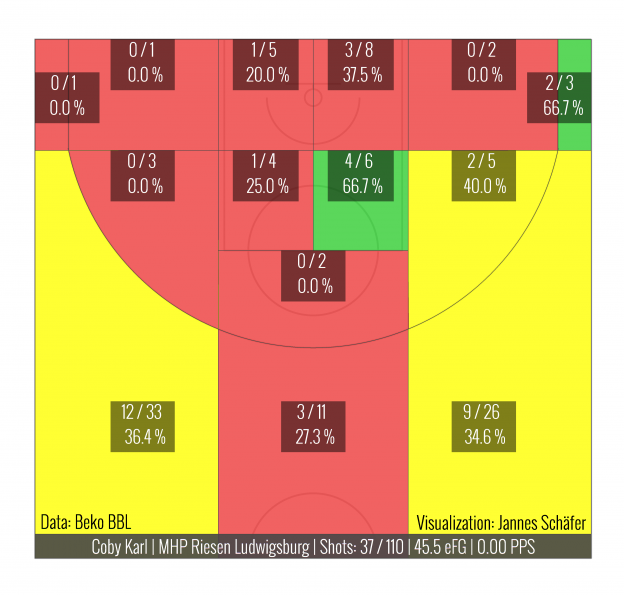 0 / 1
0.0 %
1 / 5
20.0 %
3 / 8
37.5 %
0 / 2
0.0 %
0 / 1
0.0 %
2 / 3
66.7 %
0 / 3
0.0 %
1 / 4
25.0 %
4 / 6
66.7 %
2 / 5
40.0 %
0 / 2
0.0 %
12 / 33
36.4 %
3 / 11
27.3 %
9 / 26
34.6 %
Data: Beko BBL
Visualization: Jannes Schäfer
Coby Karl | MHP Riesen Ludwigsburg | Shots: 37 / 110 | 45.5 eFG | 0.00 PPS